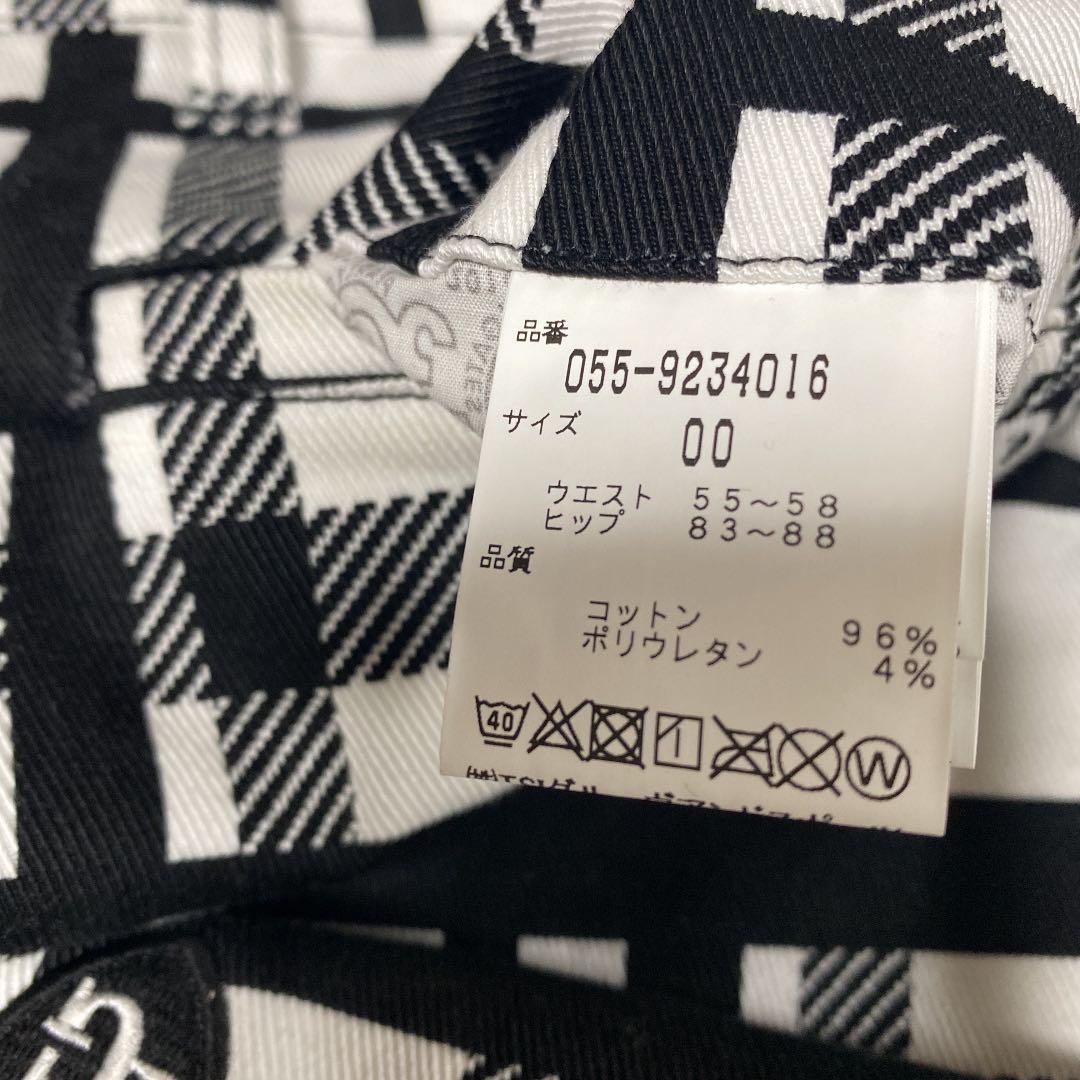 品番
055-9234016
サイズ
00
ウエスト 55~58
ヒップ 83~88
品質
コットン 96%
ポリウレタン 4%
40
W